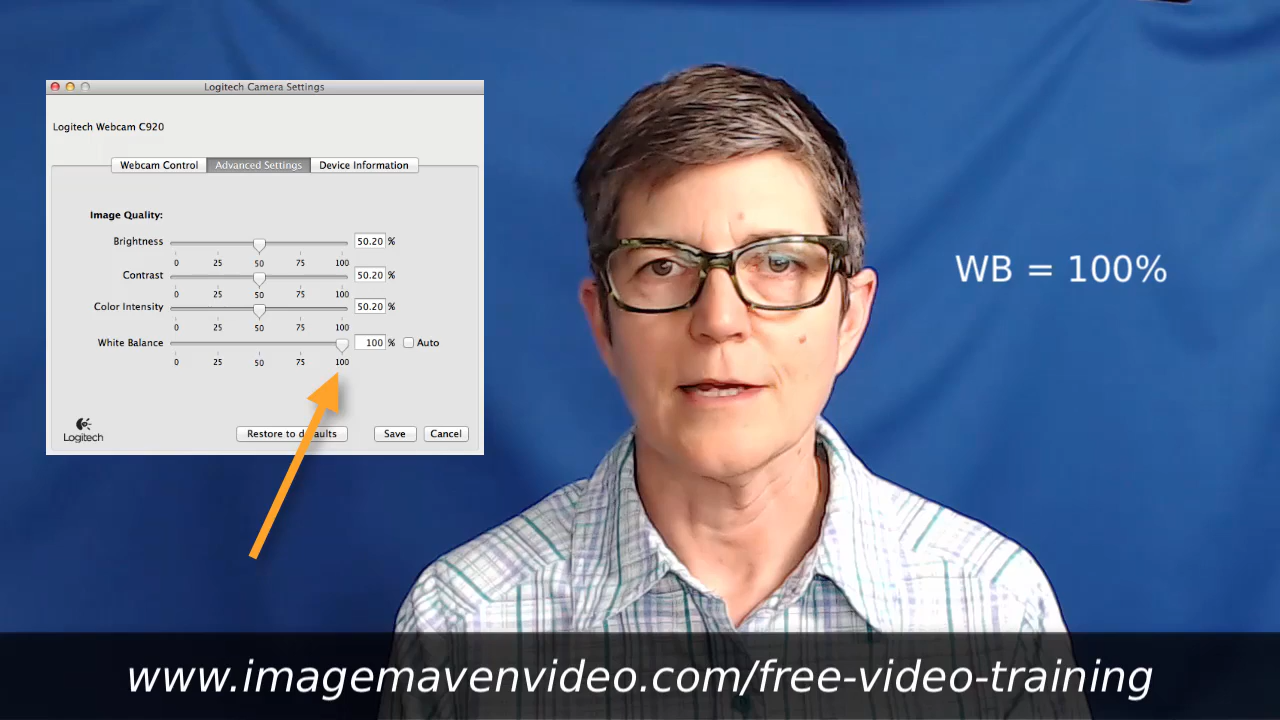 Logitech Camera Settings
Logitech Webcam C920
Webcam Control Advanced Settings Device Information
Image Quality:
Brightness 50.20 %
0 25 50 75 100
Contrast 50.20 %
0 25 50 75 100
Color Intensity 50.20 %
0 25 50 75 100
White Balance 100 % Auto
0 25 50 75 100
Logitech
Restore to defaults Save Cancel
WB = 100%
www.imagemavenvideo.com/free-video-training